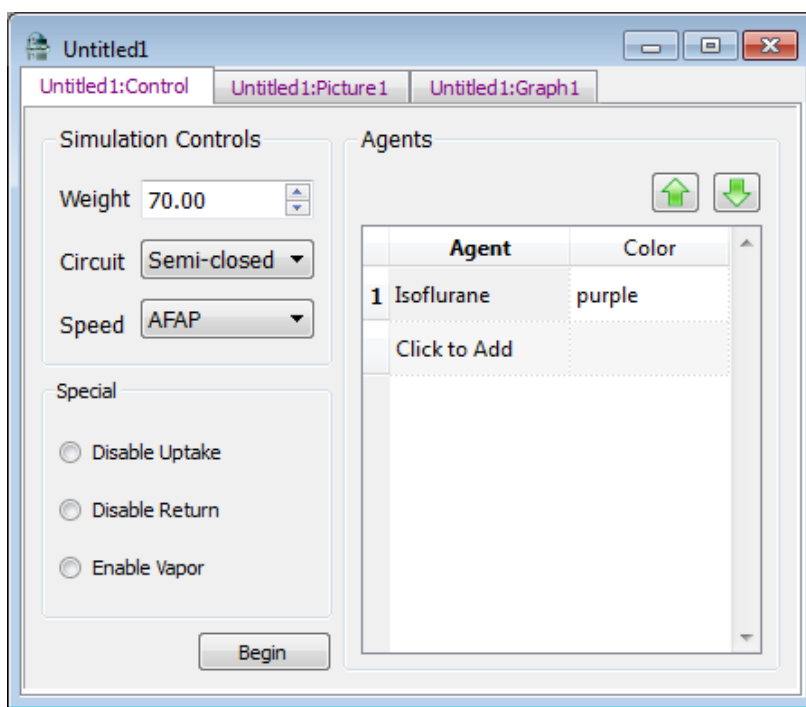 Untitled1
Untitled1:Control Untitled1:Picture1 Untitled1:Graph1
Simulation Controls
Weight 70.00
Circuit Semi-closed
Speed AFAP
Special
Disable Uptake
Disable Return
Enable Vapor
Begin
Agents
Agent Color
1 Isoflurane purple
Click to Add